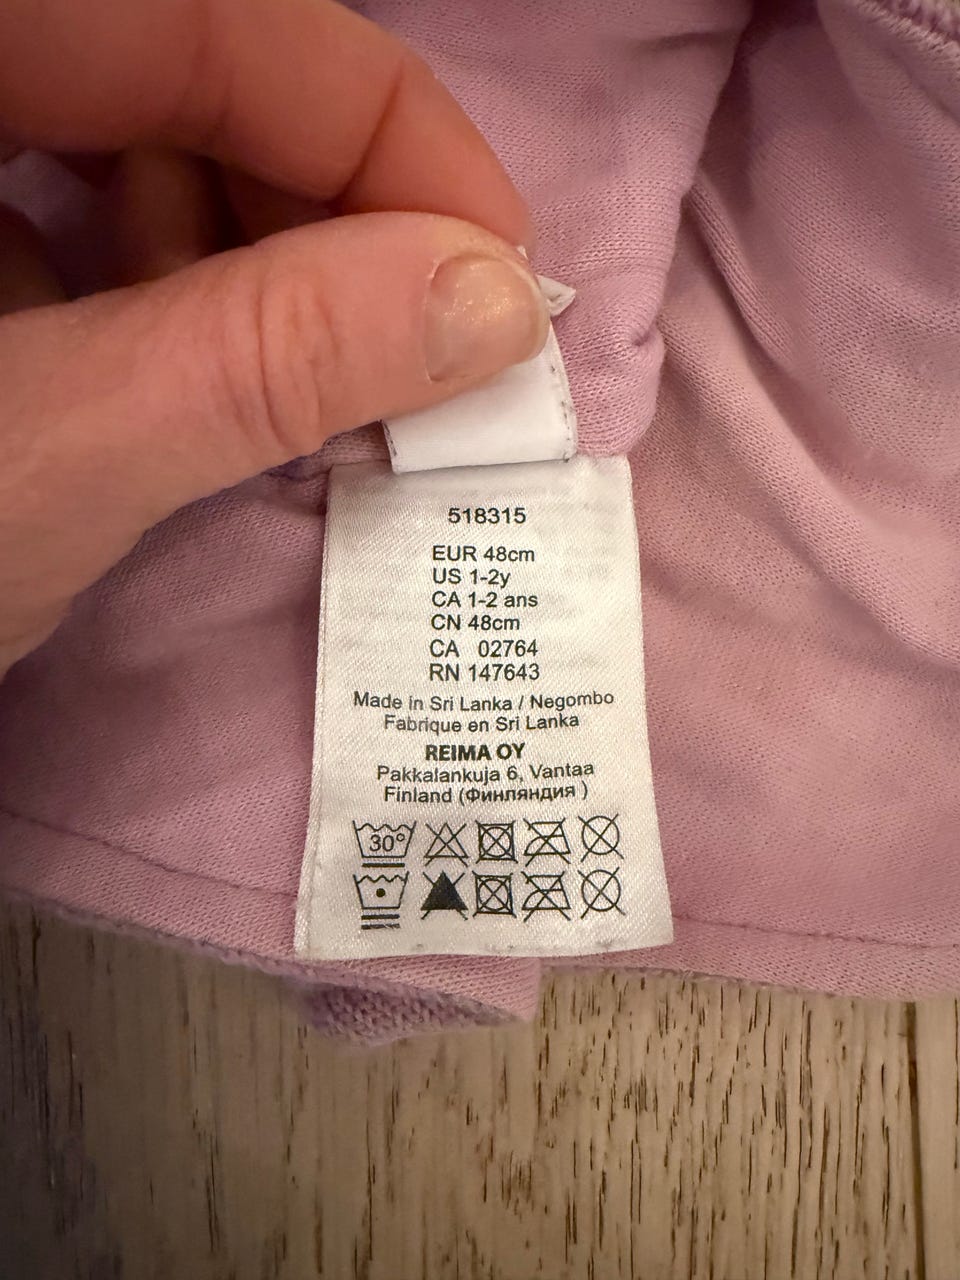 518315
EUR 48cm
US 1-2y
CA 1-2 ans
CN 48cm
CA 02764
RN 147643
Made in Sri Lanka / Negombo
Fabrique en Sri Lanka
REIMA OY
Pakkalankuja 6, Vantaa
Finland (Финляндия )
30°